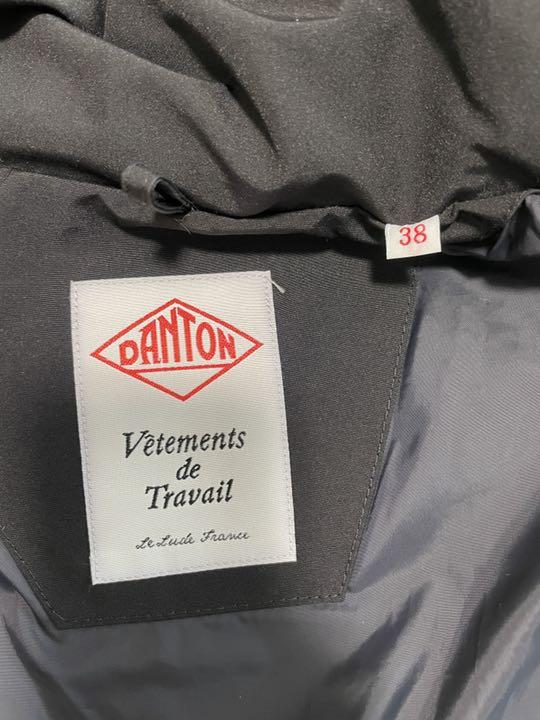 38
DANTON
Vêtements
de
Travail
Le Lude France